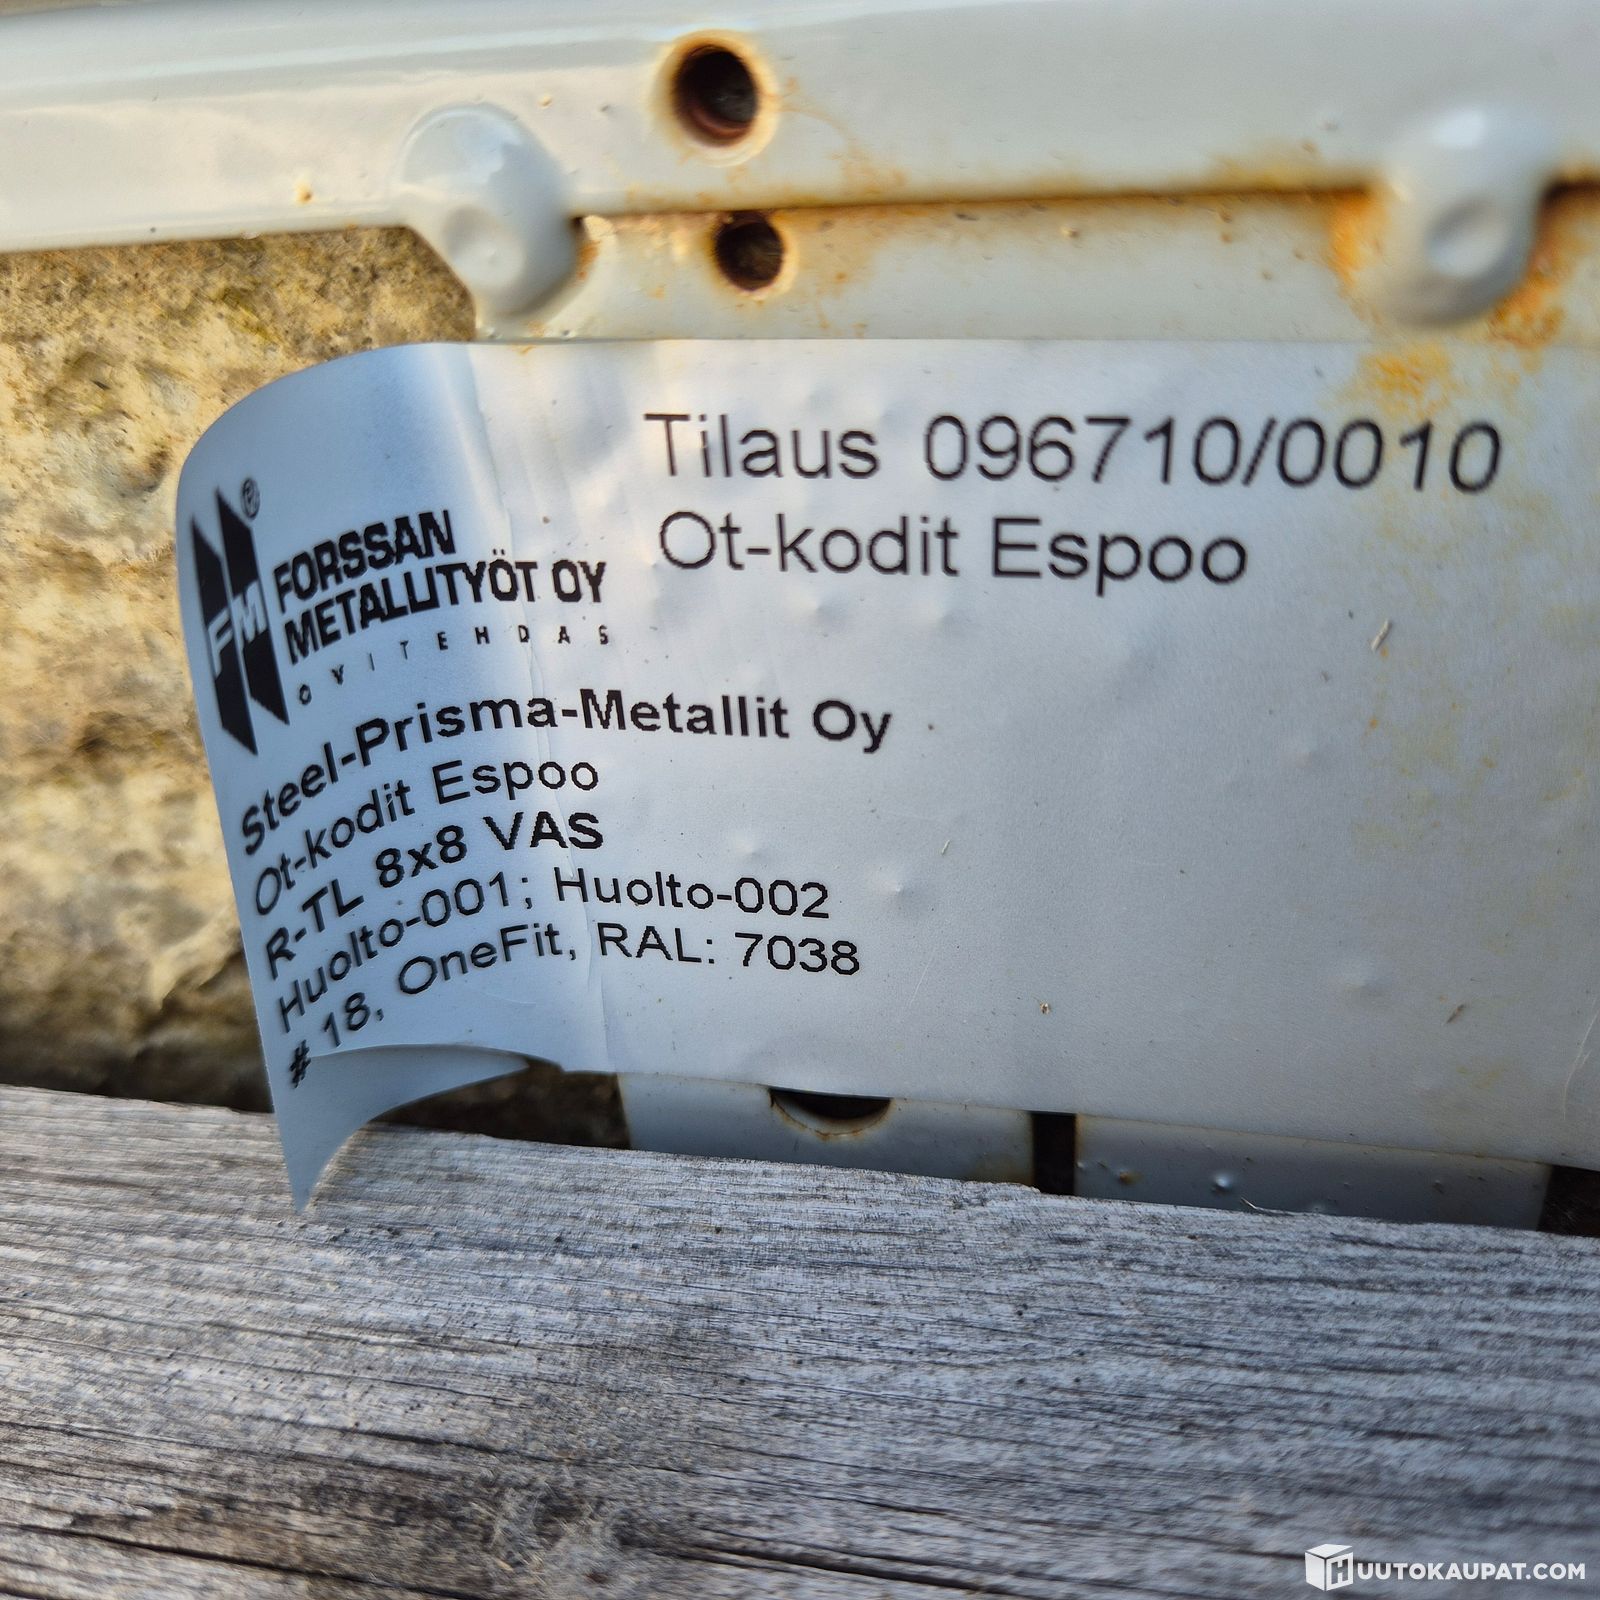 Tilaus 096710/0010
Ot-kodit Espoo
®
FM
FORSSAN
METALLITYÖT OY
OVITEHDAS
Steel-Prisma-Metallit Oy
Ot-kodit Espoo
R-TL 8x8 VAS
Huolto-001; Huolto-002
# 18, OneFit, RAL: 7038
HUUTOKAUPAT.COM